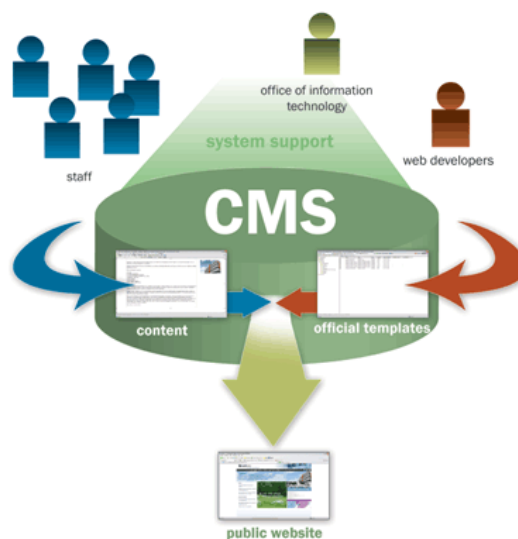 office of information
technology
system support
staff
web developers
CMS
content
official templates
public website